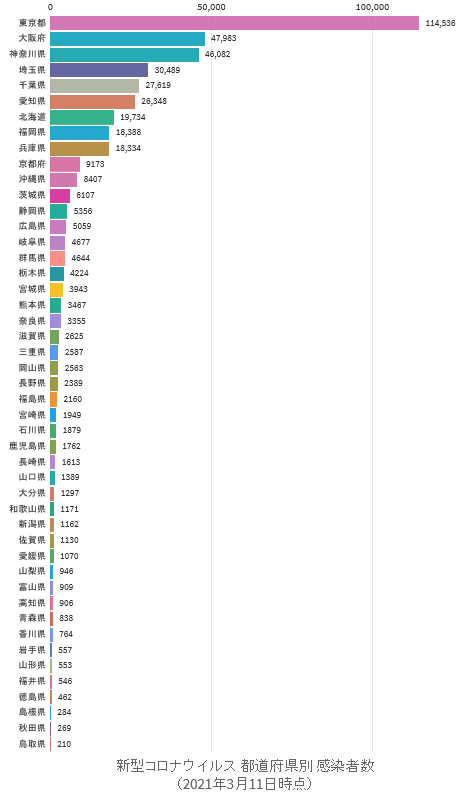 0 50,000 100,000
東京都 114,536
大阪府 47,983
神奈川県 46,082
埼玉県 30,489
千葉県 27,619
愛知県 26,348
北海道 19,734
福岡県 18,388
兵庫県 18,334
京都府 9173
沖縄県 8407
茨城県 6107
静岡県 5356
広島県 5059
岐阜県 4677
群馬県 4644
栃木県 4224
宮城県 3943
熊本県 3467
奈良県 3355
滋賀県 2625
三重県 2587
岡山県 2563
長野県 2389
福島県 2160
宮崎県 1949
石川県 1879
鹿児島県 1762
長崎県 1613
山口県 1389
大分県 1297
和歌山県 1171
新潟県 1162
佐賀県 1130
愛媛県 1070
山梨県 946
富山県 909
高知県 906
青森県 838
香川県 764
岩手県 557
山形県 553
福井県 546
徳島県 462
島根県 284
秋田県 269
鳥取県 210
新型コロナウイルス 都道府県別 感染者数
（2021年3月11日時点）